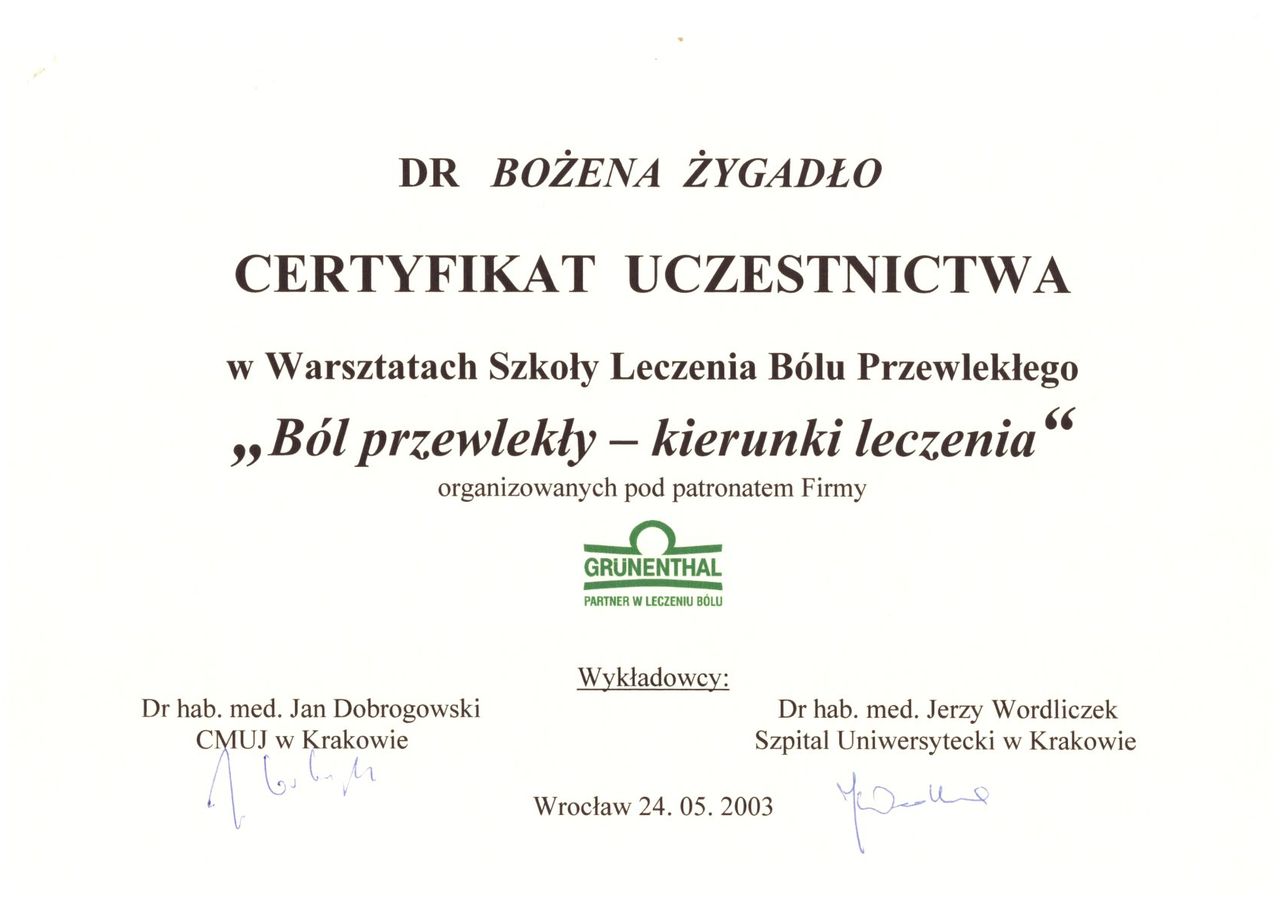 DR BOŻENA ŻYGADŁO
CERTYFIKAT UCZESTNICTWA
w Warsztatach Szkoły Leczenia Bólu Przewlekłego
„Ból przewlekły – kierunki leczenia“
organizowanych pod patronatem Firmy
GRÜNENTHAL
PARTNER W LECZENIU BÓLU
Wykładowcy:
Dr hab. med. Jan Dobrogowski
CMUJ w Krakowie
Dr hab. med. Jerzy Wordliczek
Szpital Uniwersytecki w Krakowie
Wrocław 24. 05. 2003